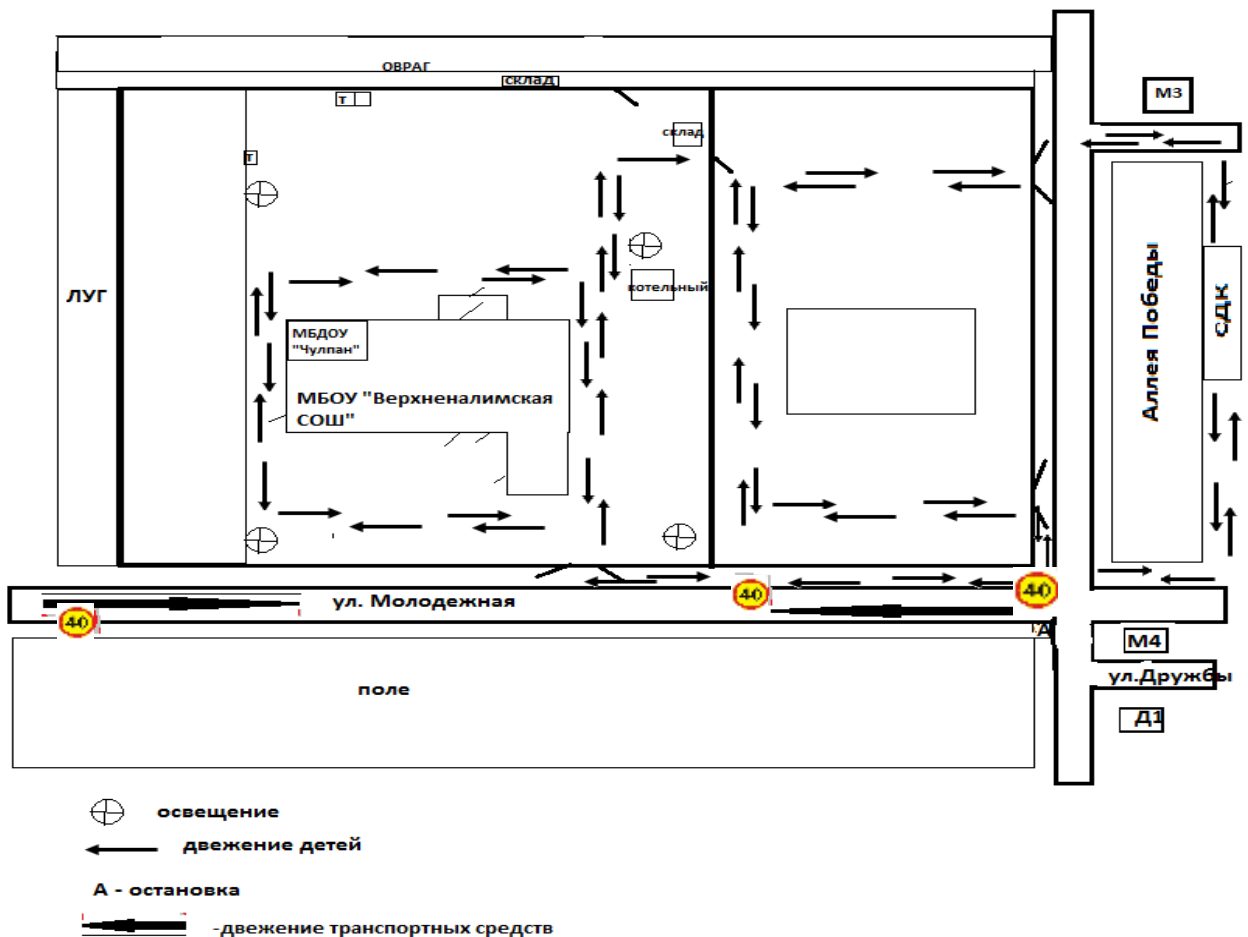 ОВРАГ
склад
М3
т
склад
т
ЛУГ
котельный
Аллея Победы
СДК
МБДОУ
"Чулпан"
МБОУ "Верхненалимская
СОШ"
40
40
40
ул. Молодежная
А
М4
ул.Дружбы
поле
Д1
освещение
двежение детей
А - остановка
-двежение транспортных средств